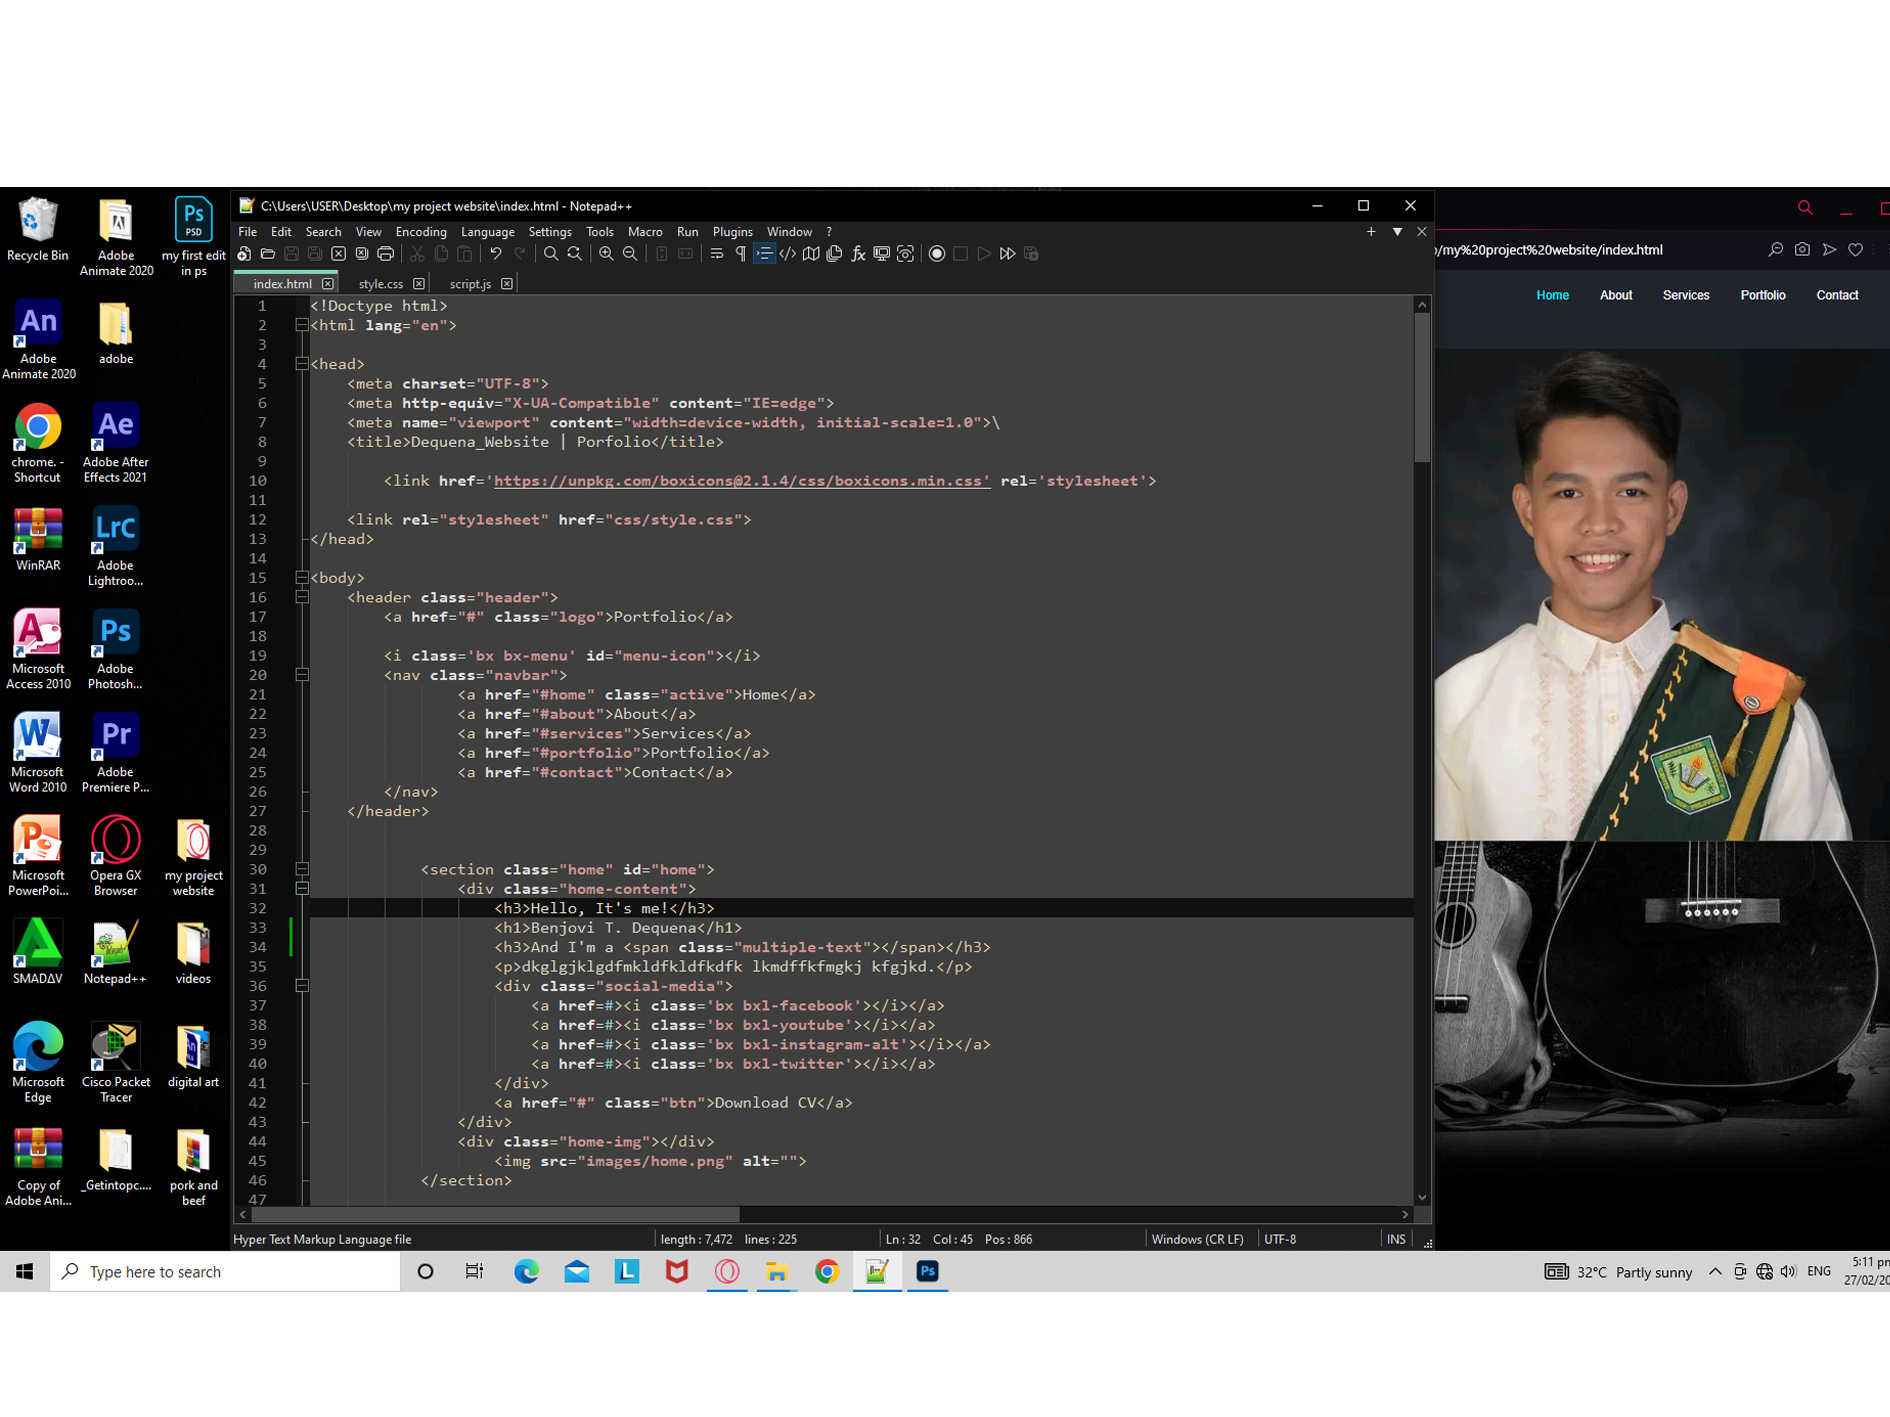 Recycle Bin
Adobe Animate 2020
my first edit in ps
Adobe Animate 2020
adobe
chrome. - Shortcut
Adobe After Effects 2021
WinRAR
Adobe Lightroo...
Microsoft Access 2010
Adobe Photosh...
Microsoft Word 2010
Adobe Premiere P...
Microsoft PowerPoi...
Opera GX Browser
my project website
SMADΔV
Notepad++
videos
Microsoft Edge
Cisco Packet Tracer
digital art
Copy of Adobe Ani...
_Getintopc....
pork and beef
C:\Users\USER\Desktop\my project website\index.html - Notepad++
File Edit Search View Encoding Language Settings Tools Macro Run Plugins Window ?
index.html style.css script.js
1 <!Doctype html>
2 <html lang="en">
3
4 <head>
5 <meta charset="UTF-8">
6 <meta http-equiv="X-UA-Compatible" content="IE=edge">
7 <meta name="viewport" content="width=device-width, initial-scale=1.0">\
8 <title>Dequena_Website | Porfolio</title>
9
10 <link href='https://unpkg.com/boxicons@2.1.4/css/boxicons.min.css' rel='stylesheet'>
11
12 <link rel="stylesheet" href="css/style.css">
13 </head>
14
15 <body>
16 <header class="header">
17 <a href="#" class="logo">Portfolio</a>
18
19 <i class='bx bx-menu' id="menu-icon"></i>
20 <nav class="navbar">
21 <a href="#home" class="active">Home</a>
22 <a href="#about">About</a>
23 <a href="#services">Services</a>
24 <a href="#portfolio">Portfolio</a>
25 <a href="#contact">Contact</a>
26 </nav>
27 </header>
28
29
30 <section class="home" id="home">
31 <div class="home-content">
32 <h3>Hello, It's me!</h3>
33 <h1>Benjovi T. Dequena</h1>
34 <h3>And I'm a <span class="multiple-text"></span></h3>
35 <p>dkglgjklgdfmkldfkldfkdfk lkmdffkfmgkj kfgjkd.</p>
36 <div class="social-media">
37 <a href=#><i class='bx bxl-facebook'></i></a>
38 <a href=#><i class='bx bxl-youtube'></i></a>
39 <a href=#><i class='bx bxl-instagram-alt'></i></a>
40 <a href=#><i class='bx bxl-twitter'></i></a>
41 </div>
42 <a href="#" class="btn">Download CV</a>
43 </div>
44 <div class="home-img"></div>
45 <img src="images/home.png" alt="">
46 </section>
47
Hyper Text Markup Language file length : 7,472 lines : 225 Ln : 32 Col : 45 Pos : 866 Windows (CR LF) UTF-8 INS
/my%20project%20website/index.html
Home About Services Portfolio Contact
Type here to search
32°C Partly sunny ENG
5:11 pm
27/02/20